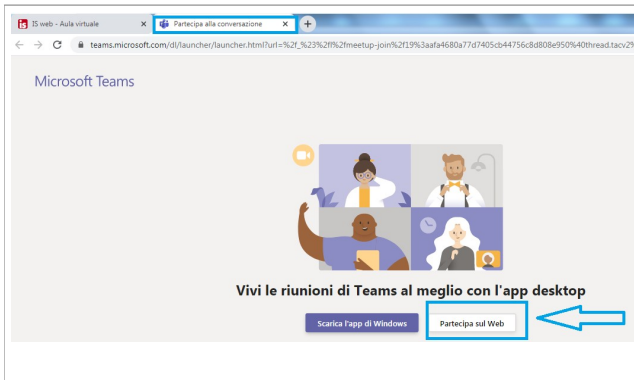 IS web - Aula virtuale
Partecipa alla conversazione
teams.microsoft.com/dl/launcher/launcher.html?url=%2f_%23%2fl%2fmeetup-join%2f19%3aafa4680a77d7405cb44756c8d808e950%40thread.tacv2%
Microsoft Teams
Vivi le riunioni di Teams al meglio con l'app desktop
Scarica l'app di Windows
Partecipa sul Web